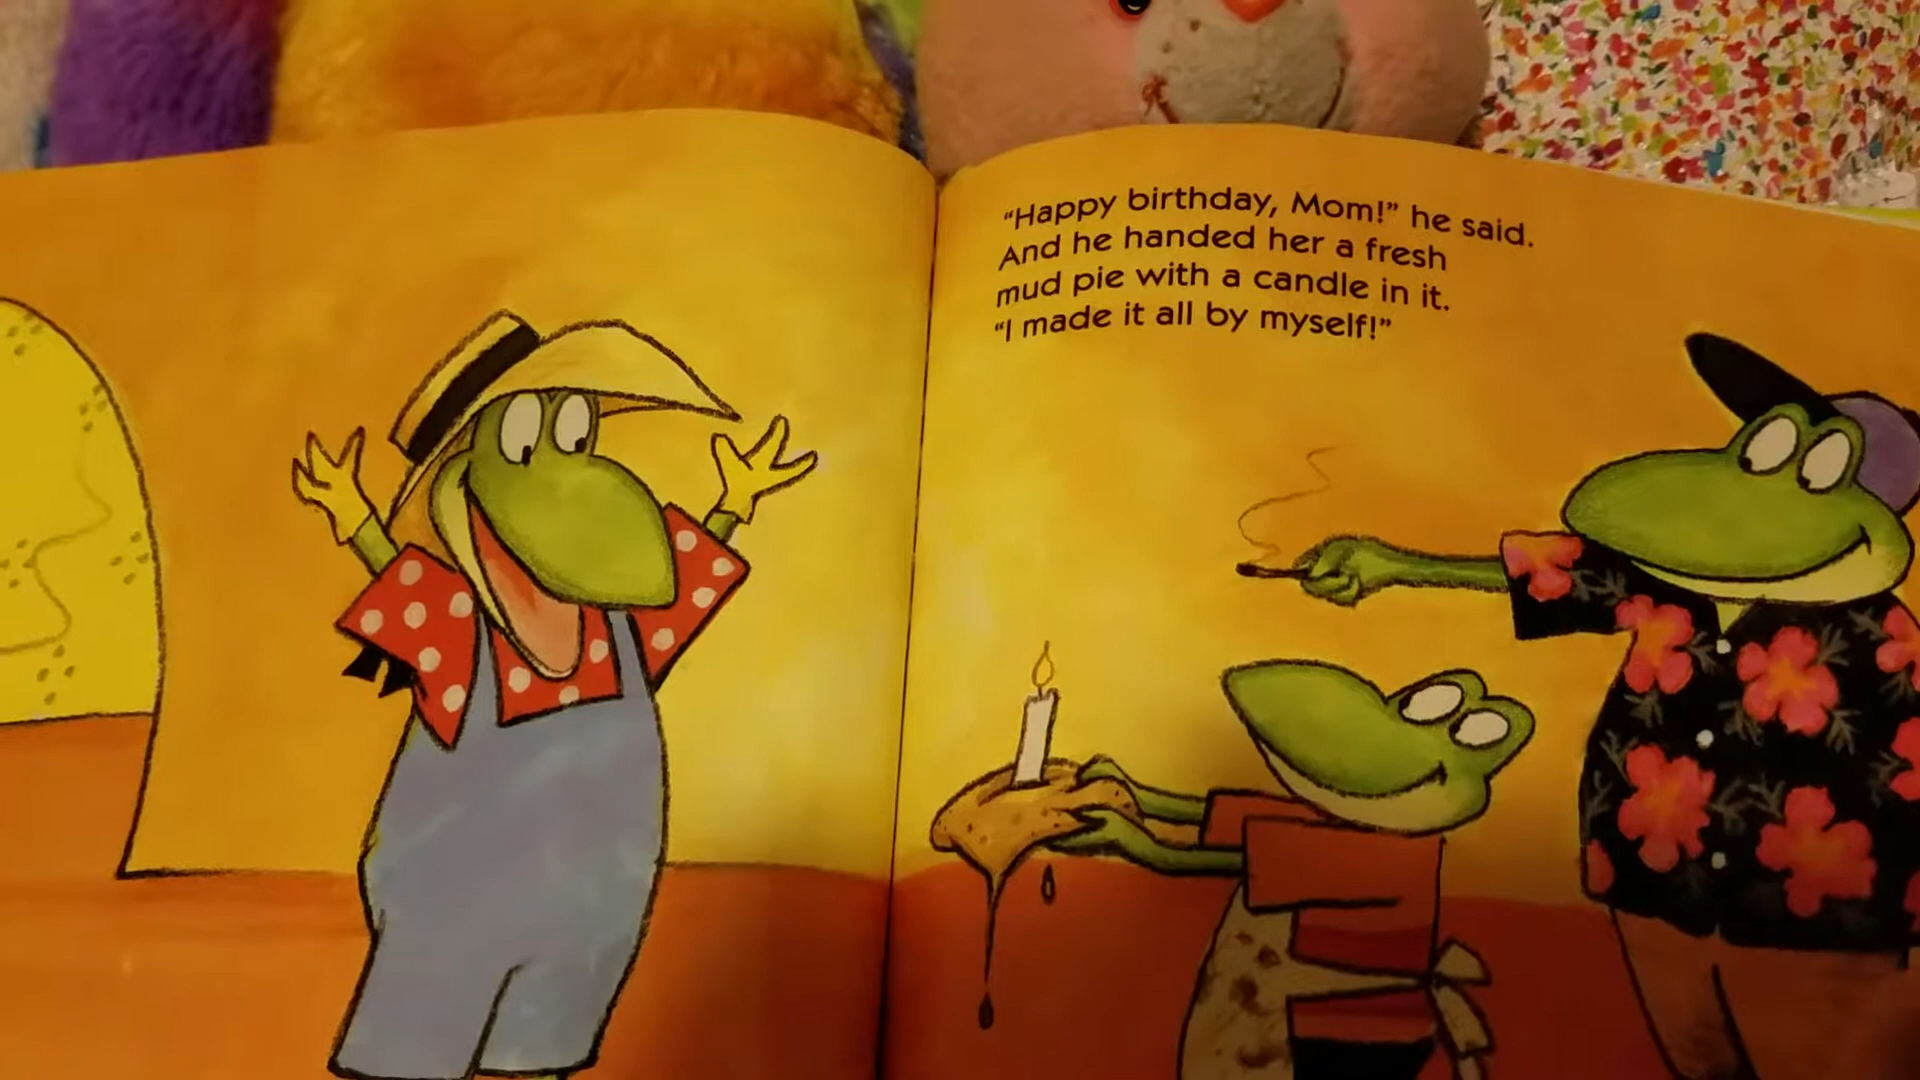 “Happy birthday, Mom!” he said.
And he handed her a fresh
mud pie with a candle in it.
“I made it all by myself!”